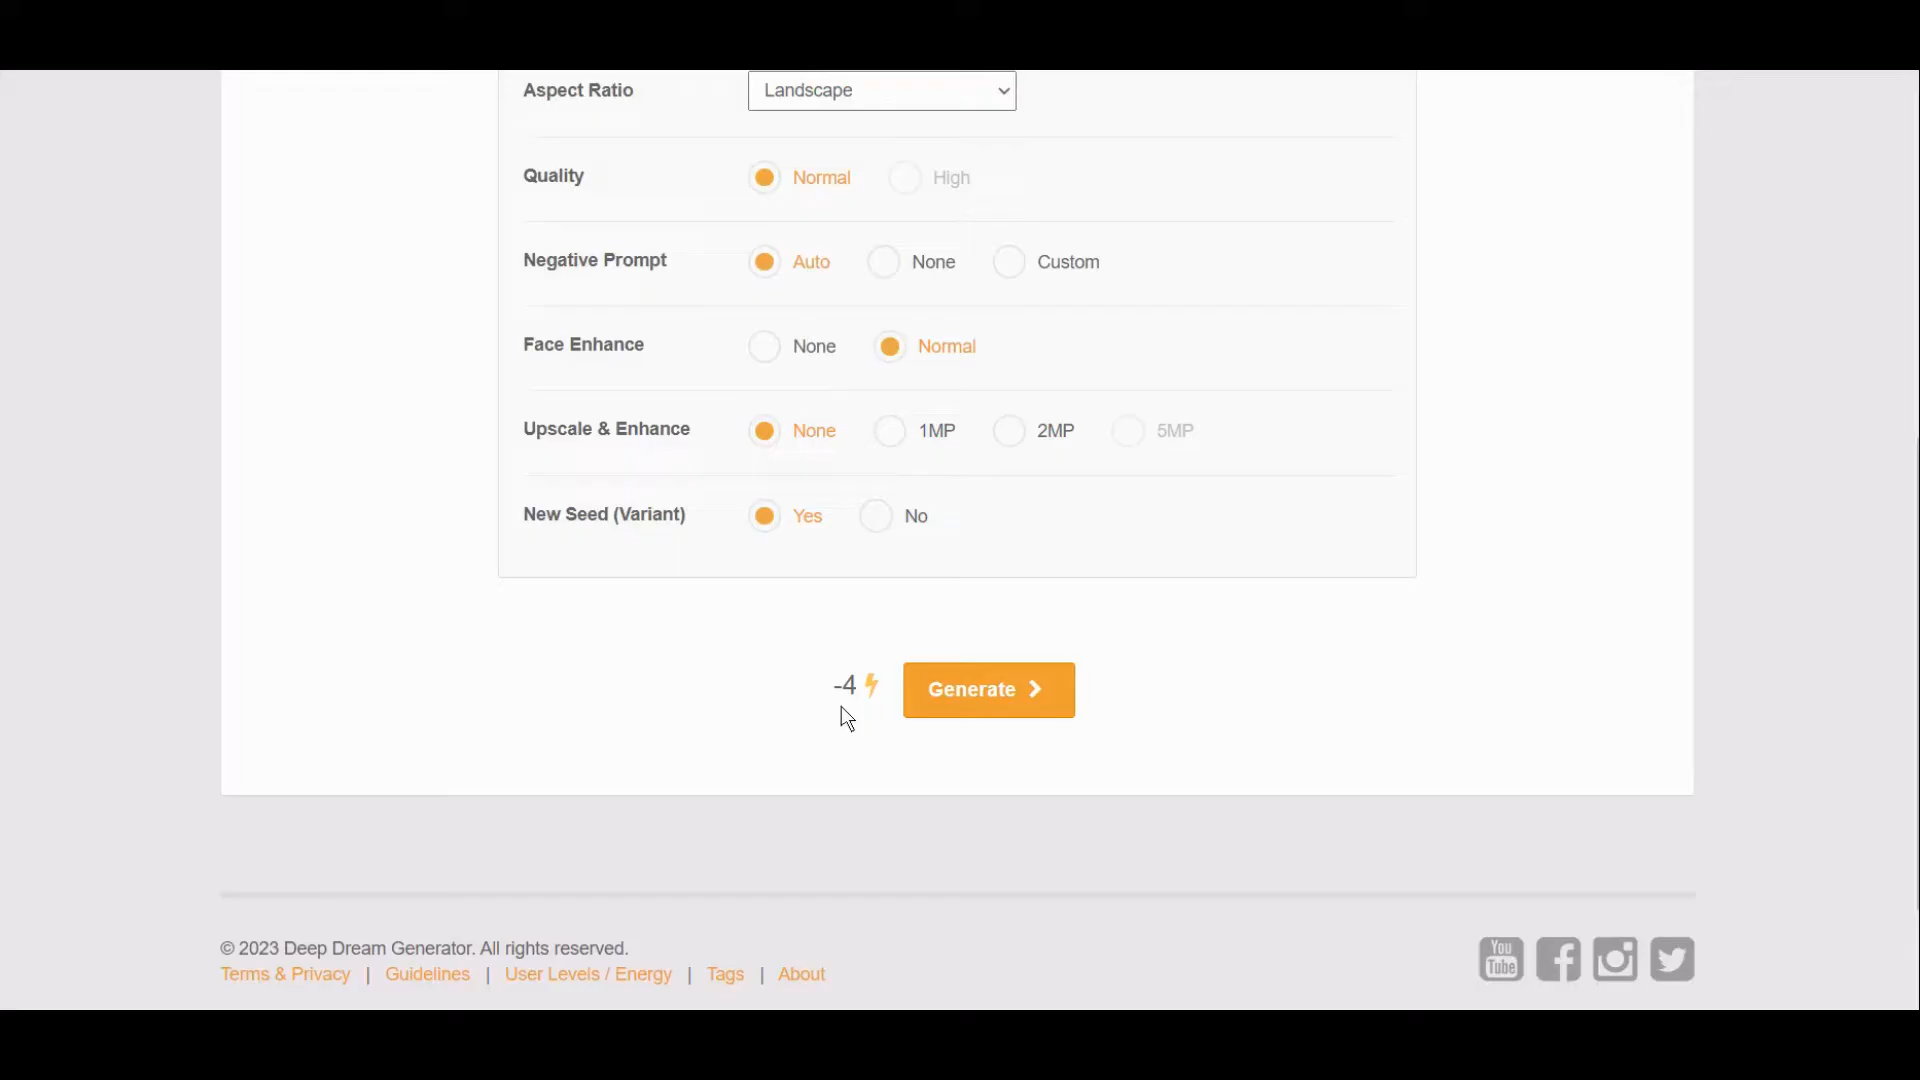 Aspect Ratio Landscape
Quality Normal High
Negative Prompt Auto None Custom
Face Enhance None Normal
Upscale & Enhance None 1MP 2MP 5MP
New Seed (Variant) Yes No
-4 Generate
© 2023 Deep Dream Generator. All rights reserved.
Terms & Privacy | Guidelines | User Levels / Energy | Tags | About
You
Tube